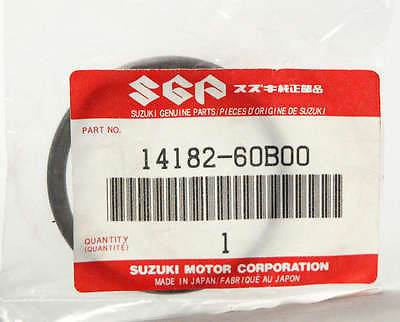 SGP スズキ純正部品
SUZUKI GENUINE PARTS/PIECES D'ORIGINE DE SUZUKI
PART NO.
14182-60B00
QUANTITY
(QUANTITÉ)
1
SUZUKI MOTOR CORPORATION
MADE IN JAPAN/FABRIQUÉ AU JAPON